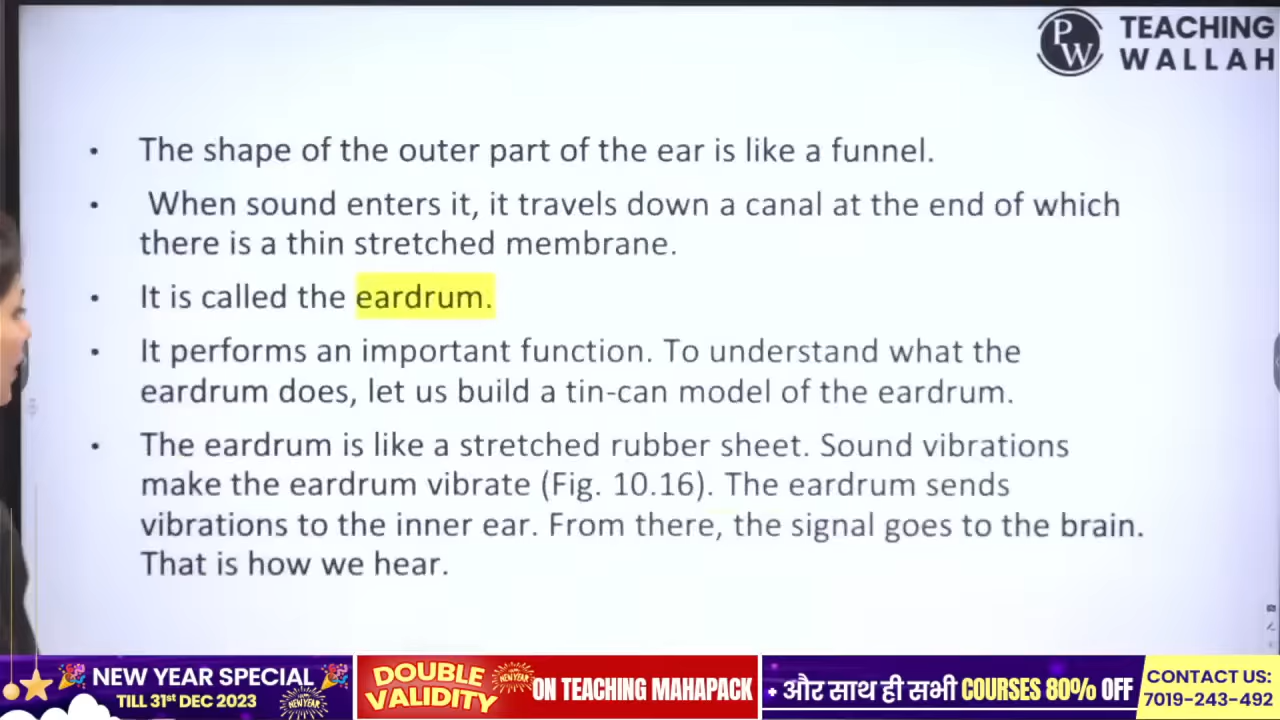 TEACHING
WALLAH
PW
• The shape of the outer part of the ear is like a funnel.
• When sound enters it, it travels down a canal at the end of which
there is a thin stretched membrane.
• It is called the eardrum.
• It performs an important function. To understand what the
eardrum does, let us build a tin-can model of the eardrum.
• The eardrum is like a stretched rubber sheet. Sound vibrations
make the eardrum vibrate (Fig. 10.16). The eardrum sends
vibrations to the inner ear. From there, the signal goes to the brain.
That is how we hear.
NEW YEAR SPECIAL
TILL 31st DEC 2023
NEW YEAR
DOUBLE
VALIDITY
NEW YEAR
ON TEACHING MAHAPACK
+ और साथ ही सभी COURSES 80% OFF
CONTACT US:
7019-243-492